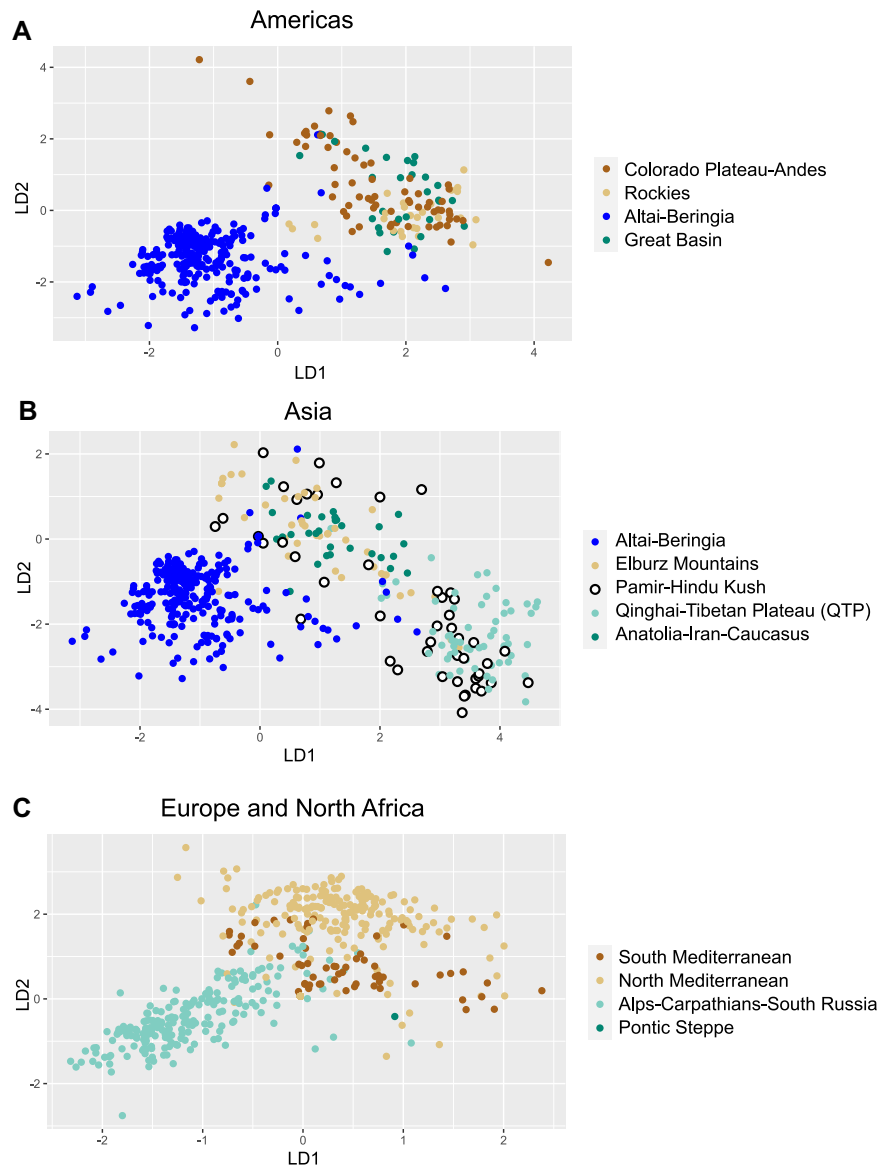 A
Americas
4
2
0
-2
LD2
-2
0
2
4
LD1
Colorado Plateau-Andes
Rockies
Altai-Beringia
Great Basin
B
Asia
2
0
-2
-4
LD2
-2
0
2
4
LD1
Altai-Beringia
Elburz Mountains
Pamir-Hindu Kush
Qinghai-Tibetan Plateau (QTP)
Anatolia-Iran-Caucasus
C
Europe and North Africa
2
0
-2
LD2
-2
-1
0
1
2
LD1
South Mediterranean
North Mediterranean
Alps-Carpathians-South Russia
Pontic Steppe